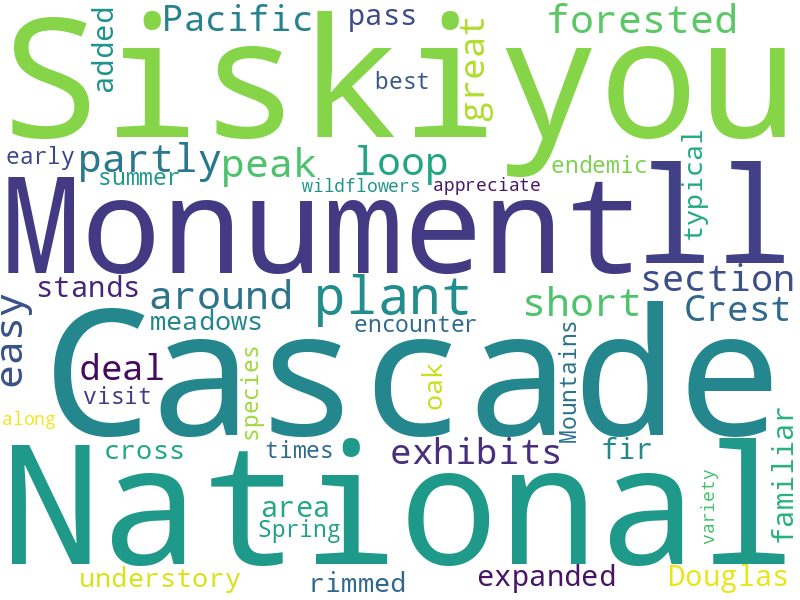 Siskiyou
added
Pacific
pass
great
forested
best
early
partly
peak
loop
endemic
typical
summer
wildflowers
appreciate
Monument
ll
stands
around
plant
short
section
Crest
easy
meadows
encounter
Cascade
deal
visit
species
oak
Mountains
along
cross
times
exhibits
fir
familiar
National
area
Spring
variety
understory
rimmed
expanded
Douglas